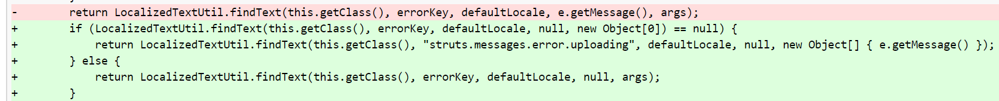 -        return LocalizedTextUtil.findText(this.getClass(), errorKey, defaultLocale, e.getMessage(), args);
+        if (LocalizedTextUtil.findText(this.getClass(), errorKey, defaultLocale, null, new Object[0]) == null) {
+            return LocalizedTextUtil.findText(this.getClass(), "struts.messages.error.uploading", defaultLocale, null, new Object[] { e.getMessage() });
+        } else {
+            return LocalizedTextUtil.findText(this.getClass(), errorKey, defaultLocale, null, args);
+        }